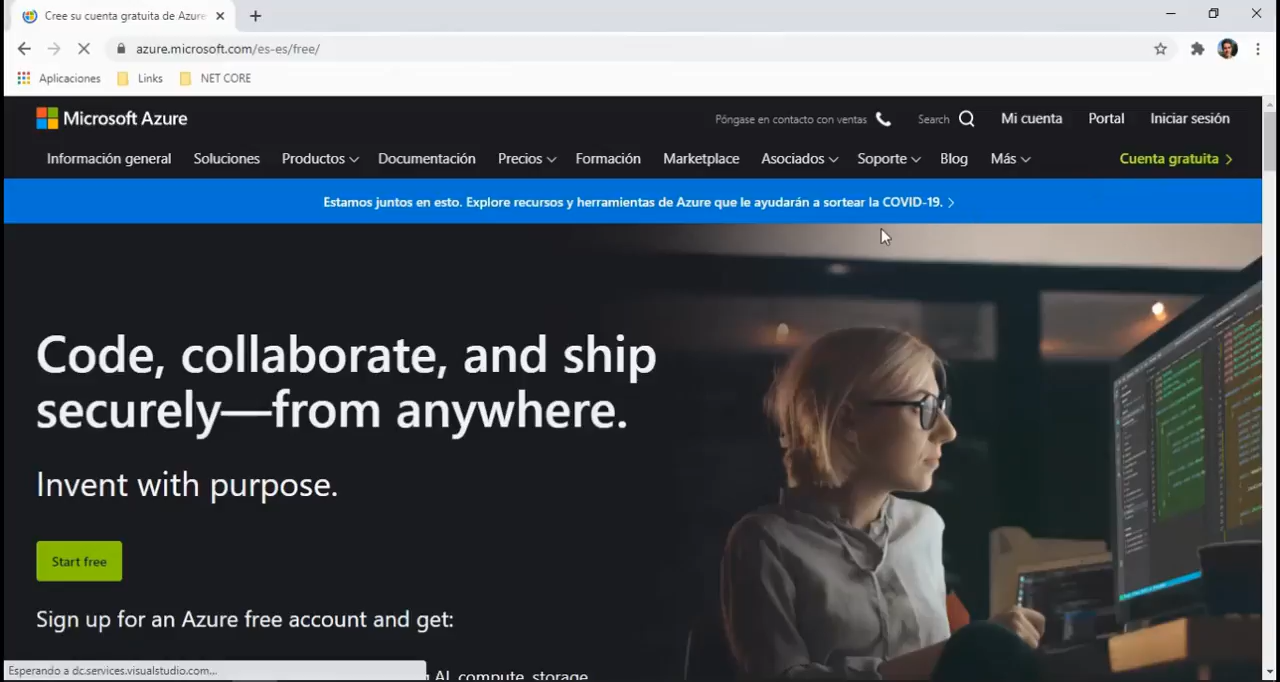 Cree su cuenta gratuita de Azure
azure.microsoft.com/es-es/free/
Aplicaciones
Links
NET CORE
Microsoft Azure
Póngase en contacto con ventas
Search
Mi cuenta
Portal
Iniciar sesión
Información general
Soluciones
Productos
Documentación
Precios
Formación
Marketplace
Asociados
Soporte
Blog
Más
Cuenta gratuita
Estamos juntos en esto. Explore recursos y herramientas de Azure que le ayudarán a sortear la COVID-19.
Code, collaborate, and ship
securely—from anywhere.
Invent with purpose.
Start free
Sign up for an Azure free account and get:
AI, compute, storage,
Esperando a dc.services.visualstudio.com...